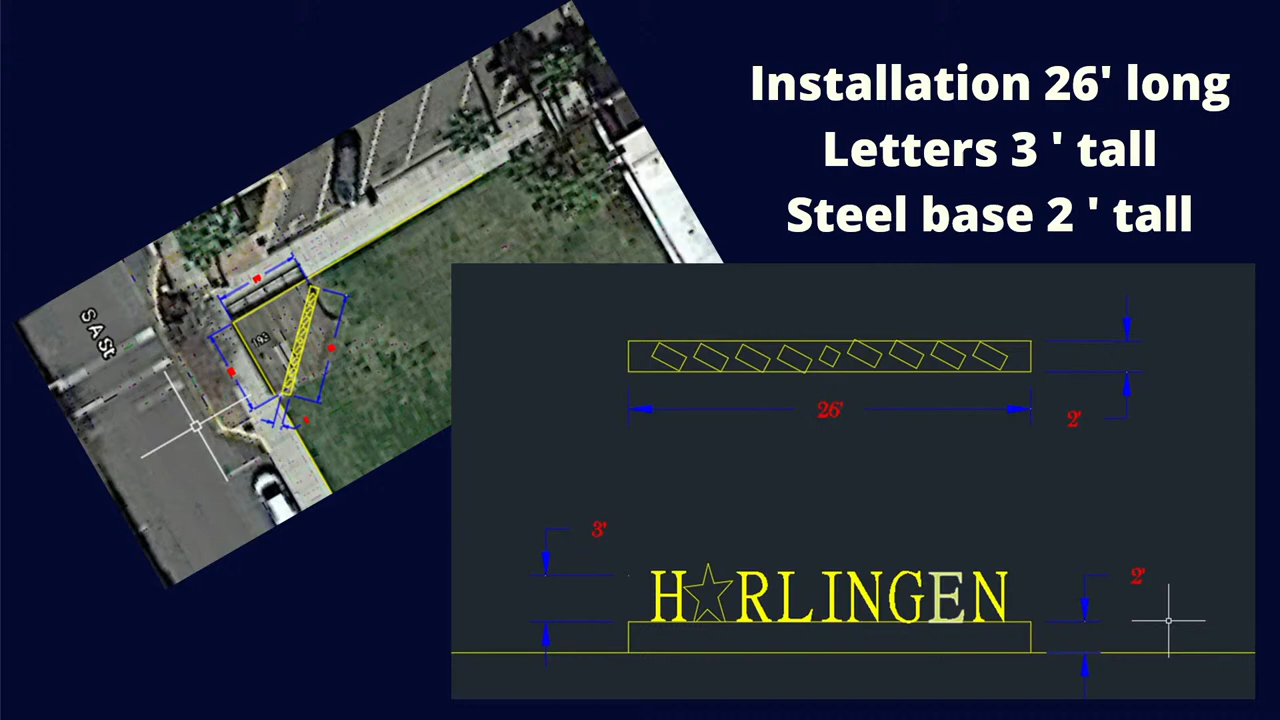 Installation 26' long
Letters 3 ' tall
Steel base 2 ' tall
S A St
26'
2'
3'
2'
H☆RLINGEN